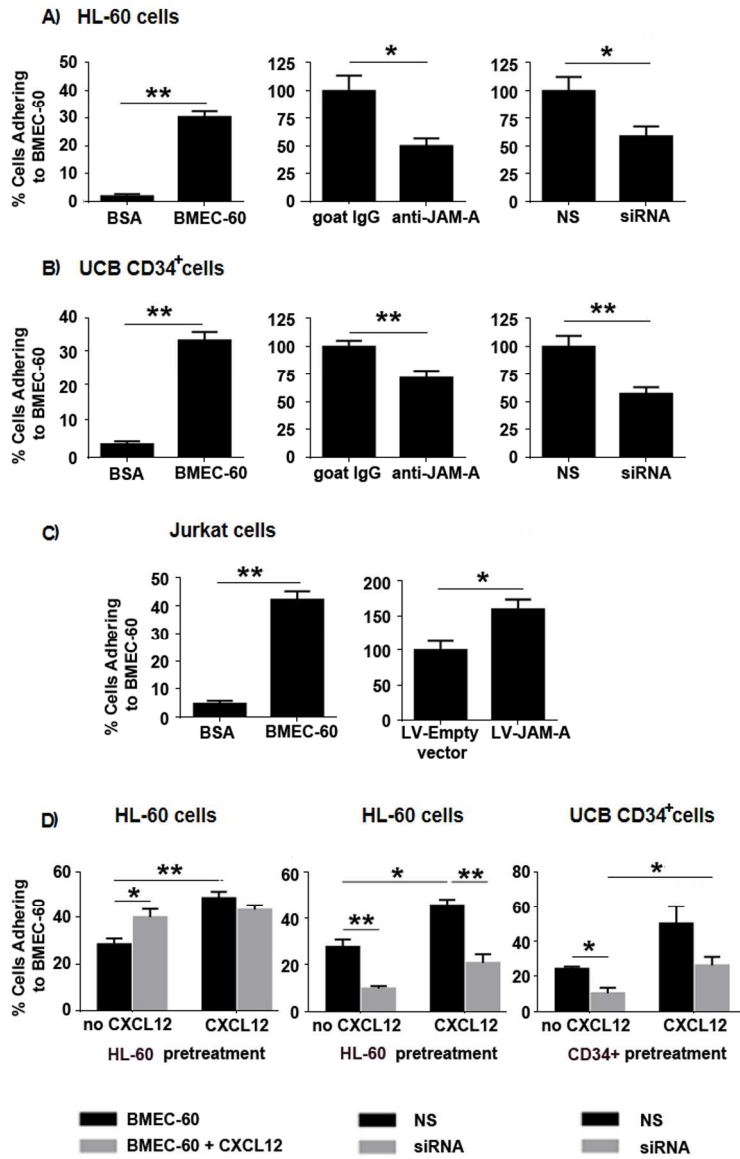 A) HL-60 cells
% Cells Adhering
to BMEC-60
50
40
30
20
10
0
**
BSA BMEC-60
125
100
75
50
25
0
*
goat IgG anti-JAM-A
125
100
75
50
25
0
*
NS siRNA
B) UCB CD34+cells
% Cells Adhering
to BMEC-60
40
30
20
10
0
**
BSA BMEC-60
125
100
75
50
25
0
**
goat IgG anti-JAM-A
125
100
75
50
25
0
**
NS siRNA
C) Jurkat cells
% Cells Adhering
to BMEC-60
50
40
30
20
10
0
**
BSA BMEC-60
200
150
100
50
0
*
LV-Empty LV-JAM-A
vector
D) HL-60 cells
% Cells Adhering
to BMEC-60
60
40
20
0
*
**
no CXCL12 CXCL12
HL-60 pretreatment
BMEC-60
BMEC-60 + CXCL12
HL-60 cells
60
40
20
0
**
*
**
no CXCL12 CXCL12
HL-60 pretreatment
NS
siRNA
UCB CD34+cells
80
60
40
20
0
*
*
no CXCL12 CXCL12
CD34+ pretreatment
NS
siRNA